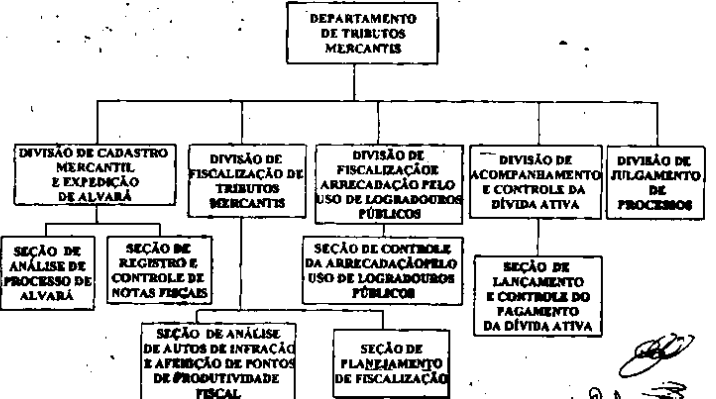 DEPARTAMENTO
DE TRIBUTOS
MERCANTIS
DIVISÃO DE CADASTRO
MERCANTIL
E EXPEDIÇÃO
DE ALVARÁ
DIVISÃO DE
FISCALIZAÇÃO DE
TRIBUTOS
MERCANTIS
DIVISÃO DE
FISCALIZAÇÃOE
ARRECADAÇÃO PELO
USO DE LOGRADOUROS
PÚBLICOS
DIVISÃO DE
ACOMPANHAMENTO
E CONTROLE DA
DÍVIDA ATIVA
DIVISÃO DE
JULGAMENTO
DE
PROCESSOS
SEÇÃO DE
ANÁLISE DE
PROCESSO DE
ALVARÁ
SEÇÃO DE
REGISTRO E
CONTROLE DE
NOTAS FISCAIS
SEÇÃO DE CONTROLE
DA ARRECADAÇÃOPELO
USO DE LOGRADOUROS
PÚBLICOS
SEÇÃO DE
LANÇAMENTO
E CONTROLE DO
PAGAMENTO
DA DÍVIDA ATIVA
SEÇÃO DE ANÁLISE
DE AUTOS DE INFRAÇÃO
E AFERIÇÃO DE PONTOS
DE PRODUTIVIDADE
FISCAL
SEÇÃO DE
PLANEJAMENTO
DE FISCALIZAÇÃO